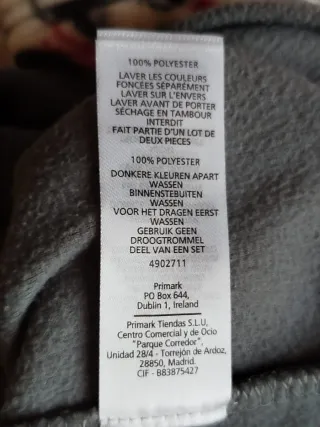 100% POLYESTER
LAVER LES COULEURS
FONCÉES SÉPARÉMENT
LAVER SUR L'ENVERS
LAVER AVANT DE PORTER
SÉCHAGE EN TAMBOUR
INTERDIT
FAIT PARTIE D'UN LOT DE
DEUX PIECES
100% POLYESTER
DONKERE KLEUREN APART
WASSEN
BINNENSTEBUITEN
WASSEN
VOOR HET DRAGEN EERST
WASSEN
GEBRUIK GEEN
DROOGTROMMEL
DEEL VAN EEN SET
4902711
Primark
PO Box 644,
Dublin 1, Ireland
Primark Tiendas S.L.U,
Centro Comercial y de Ocio
"Parque Corredor",
Unidad 28/4 - Torrejón de Ardoz,
28850, Madrid.
CIF - B83875427